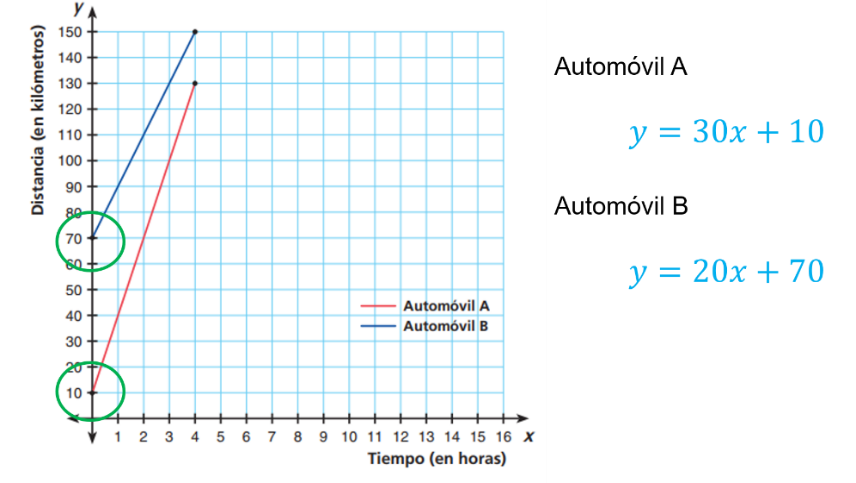 y
Distancia (en kilómetros)
150
140
130
120
110
100
90
80
70
60
50
40
30
20
10
Automóvil A
Automóvil B
1 2 3 4 5 6 7 8 9 10 11 12 13 14 15 16 x
Tiempo (en horas)
Automóvil A
y = 30x + 10
Automóvil B
y = 20x + 70